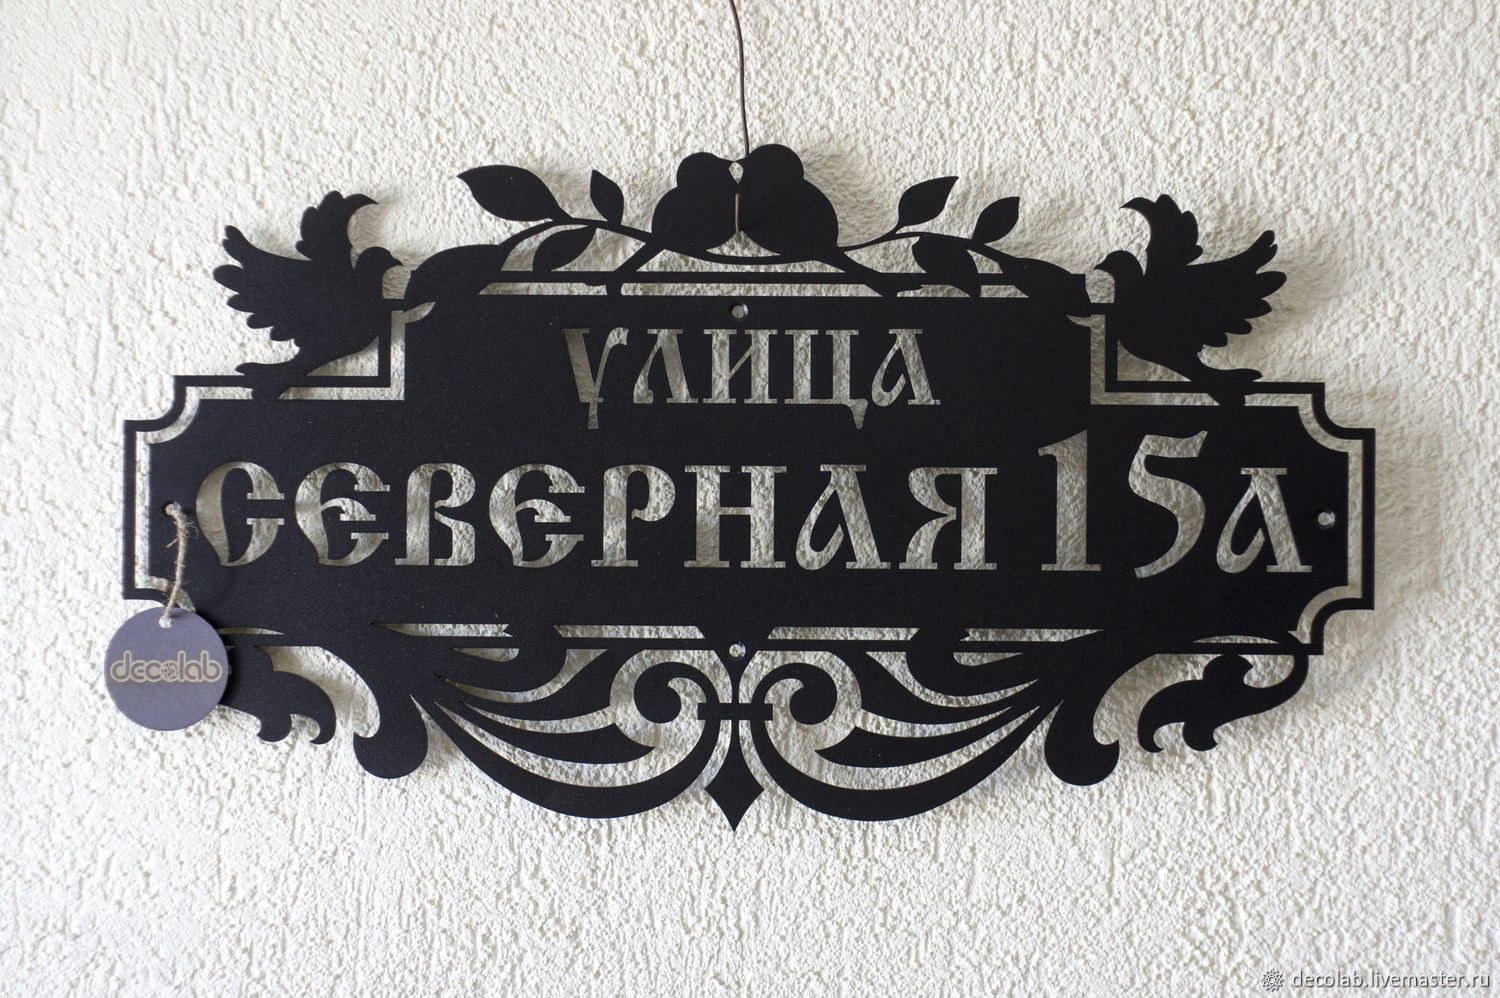 УЛИЦА
СЕВЕРНАЯ 15А
decolab
decolab.livemaster.ru